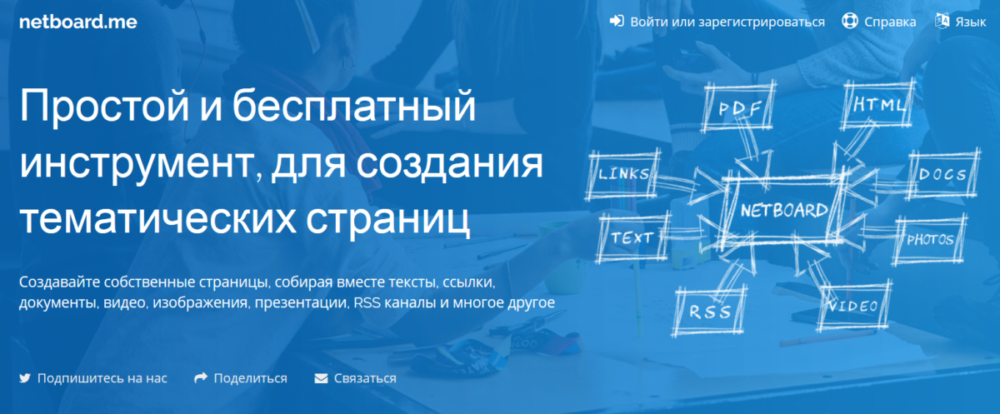 netboard.me
Войти или зарегистрироваться
Справка
Язык
Простой и бесплатный
инструмент, для создания
тематических страниц
Создавайте собственные страницы, собирая вместе тексты, ссылки,
документы, видео, изображения, презентации, RSS каналы и многое другое
PDF
HTML
LINKS
DOCS
NETBOARD
TEXT
PHOTOS
RSS
VIDEO
Подпишитесь на нас
Поделиться
Связаться